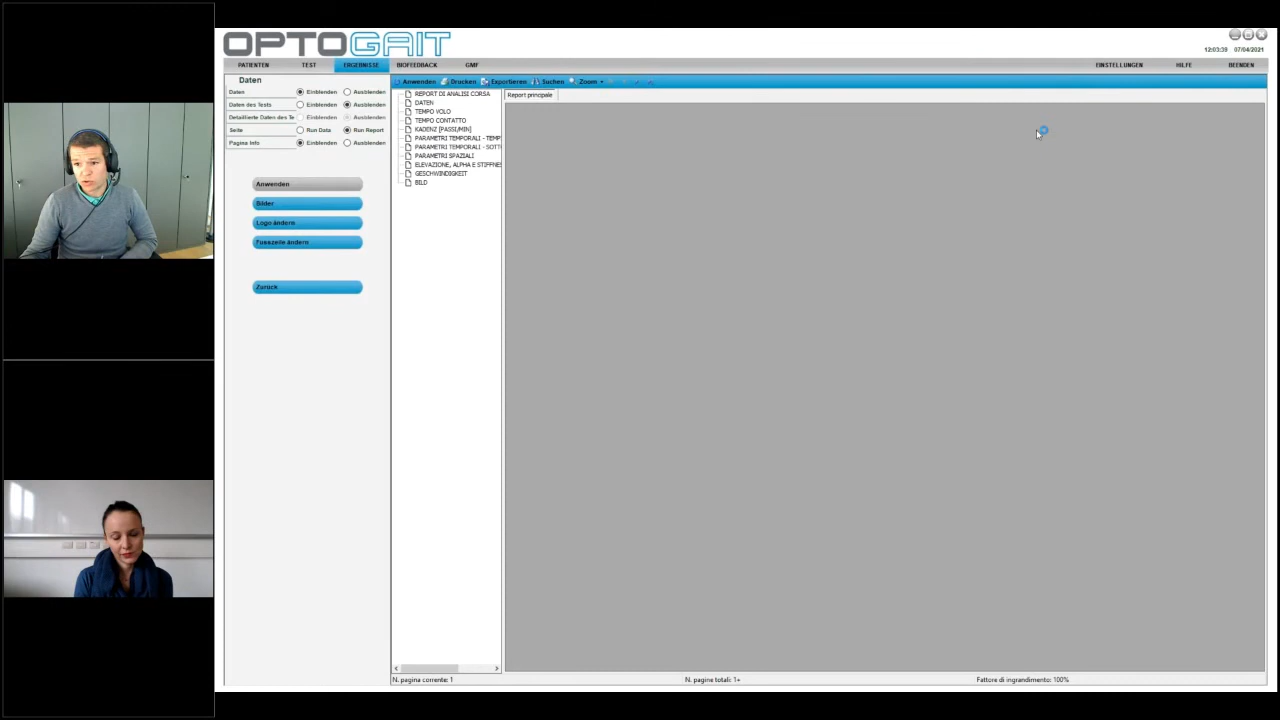 OPTOGAIT
12:03:39 07/04/2021
PATIENTEN TEST ERGEBNISSE BIOFEEDBACK GMF EINSTELLUNGEN HILFE BEENDEN
Daten
Anwenden Drucken Exportieren Suchen Zoom
Daten Einblenden Ausblenden
Daten des Tests Einblenden Ausblenden
Detaillierte Daten des Te Einblenden Ausblenden
Seite Run Data Run Report
Pagina Info Einblenden Ausblenden
Anwenden
Bilder
Logo ändern
Fusszeile ändern
Zurück
REPORT DI ANALISI CORSA
DATEN
TEMPO VOLO
TEMPO CONTATTO
KADENZ [PASSI/MIN]
PARAMETRI TEMPORALI - TEMP
PARAMETRI TEMPORALI - SOTT
PARAMETRI SPAZIALI
ELEVAZIONE, ALPHA E STIFFNES
GESCHWINDIGKEIT
BILD
Report principale
N. pagina corrente: 1 N. pagine totali: 1+ Fattore di ingrandimento: 100%